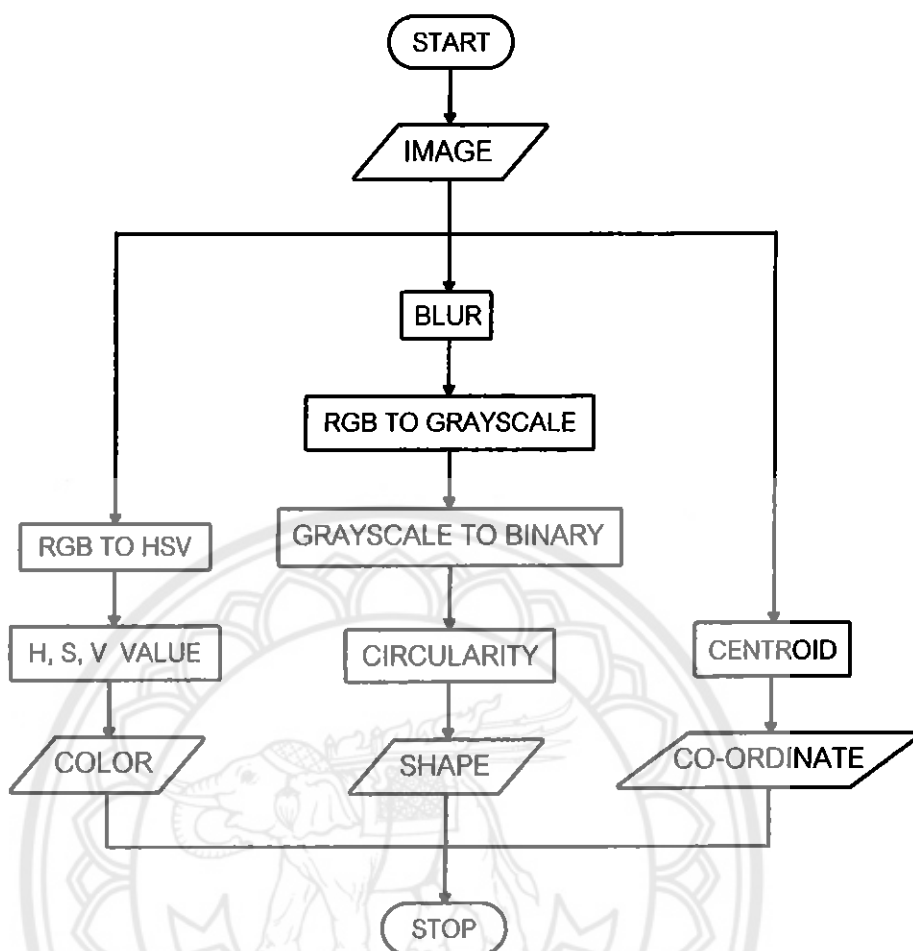 START
IMAGE
BLUR
RGB TO GRAYSCALE
RGB TO HSV
GRAYSCALE TO BINARY
H, S, V VALUE
CIRCULARITY
CENTROID
COLOR
SHAPE
CO-ORDINATE
STOP